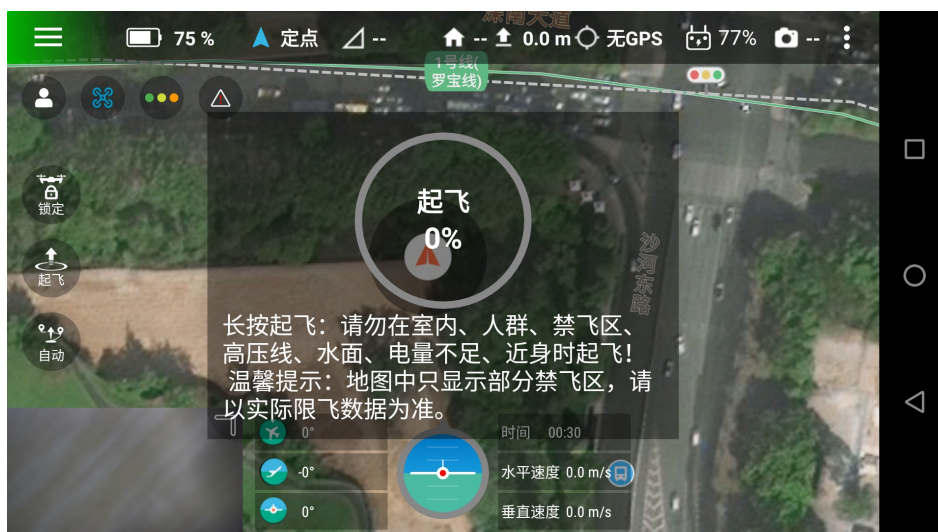 深南大道
75 %
定点
--
--
0.0 m
无GPS
77%
--
1号线(
罗宝线)
锁定
起飞
自动
起飞
0%
沙河东路
长按起飞：请勿在室内、人群、禁飞区、
高压线、水面、电量不足、近身时起飞！
温馨提示：地图中只显示部分禁飞区，请
以实际限飞数据为准。
0°
时间 00:30
-0°
水平速度 0.0 m/s
0°
垂直速度 0.0 m/s